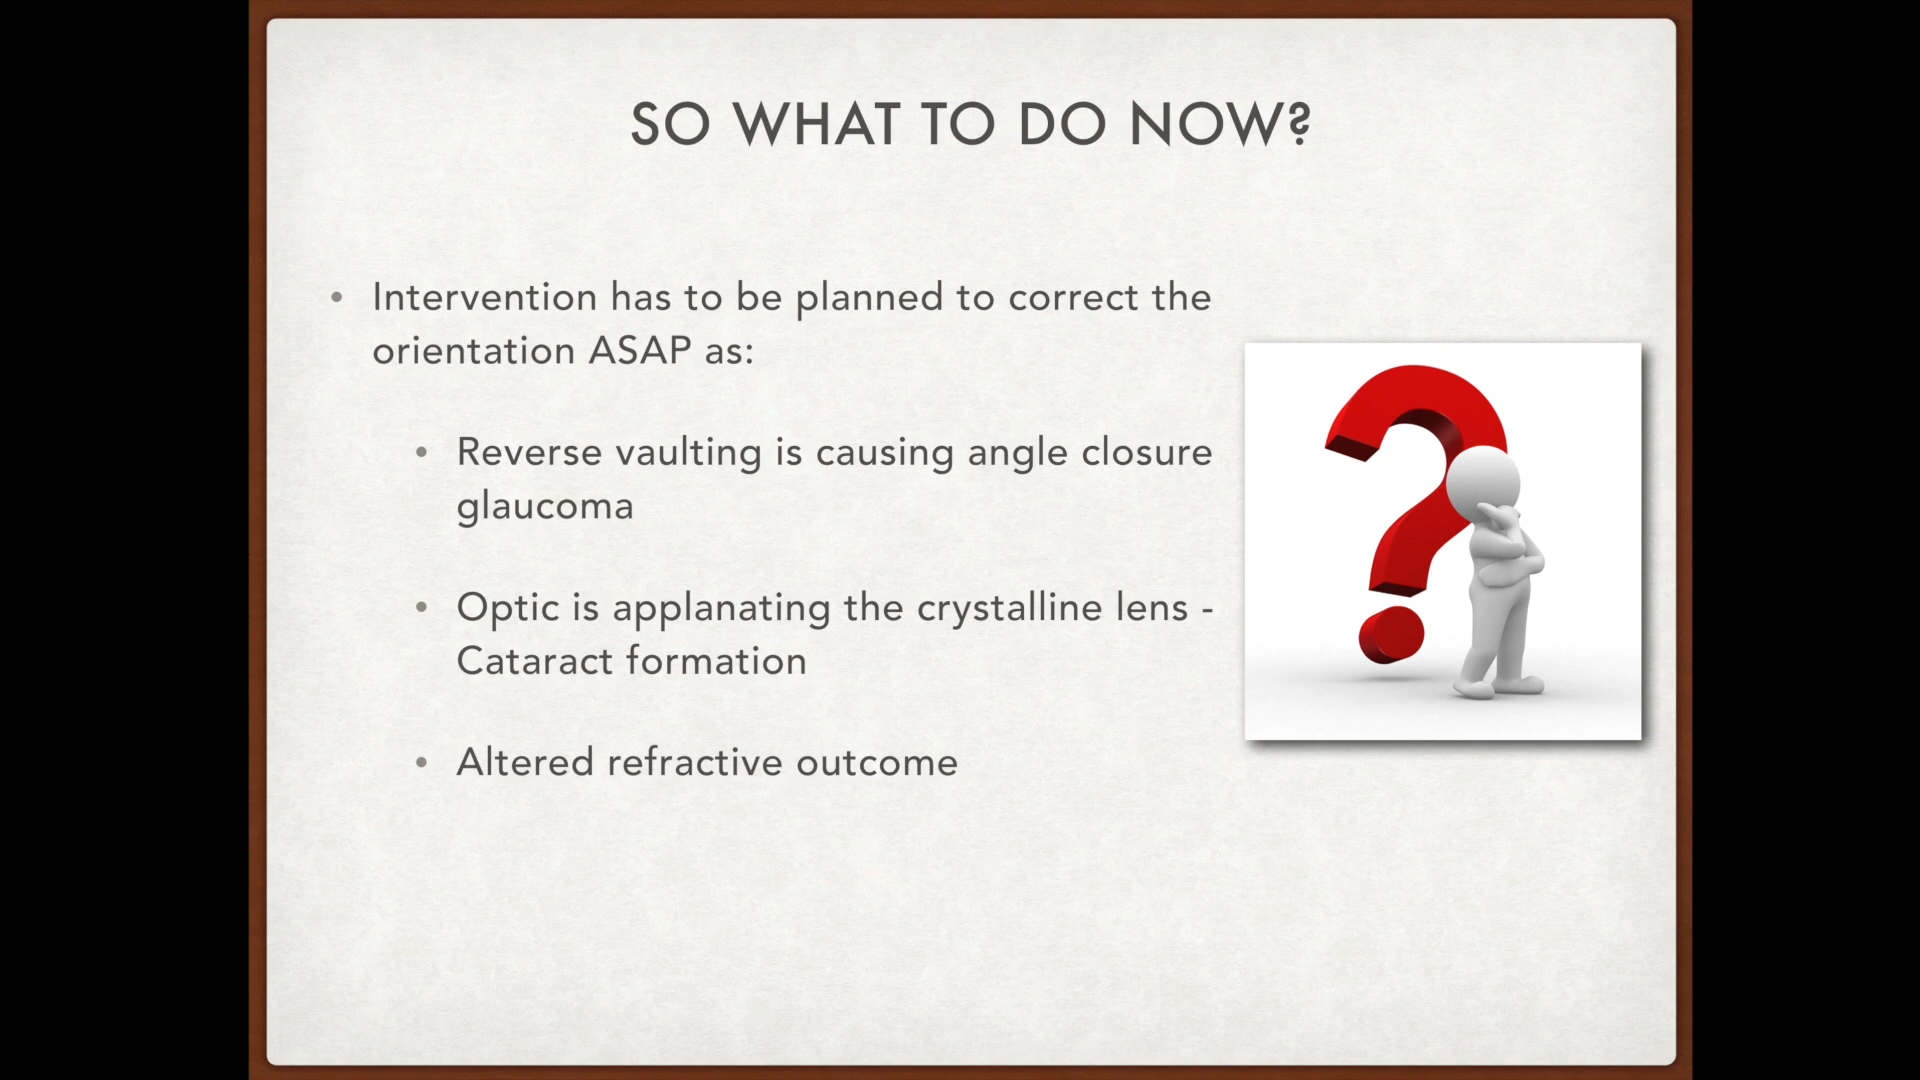 SO WHAT TO DO NOW?
• Intervention has to be planned to correct the
orientation ASAP as:
• Reverse vaulting is causing angle closure
glaucoma
• Optic is applanating the crystalline lens -
Cataract formation
• Altered refractive outcome